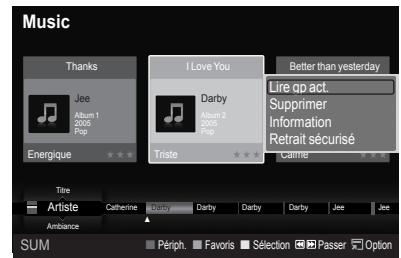 Music
Thanks
I Love You
Better than yesterday
Jee
Album 1
2005
Pop
Energique
Darby
Album 2
2005
Pop
Triste
Calme
Lire gp act.
Supprimer
Information
Retrait sécurisé
Titre
Artiste
Ambiance
Catherine Darby Darby Darby Darby Jee Jee
SUM Périph. Favoris Sélection Passer Option